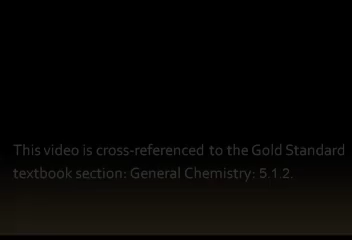 This video is cross-referenced to the Gold Standard
textbook section: General Chemistry: 5.1.2.